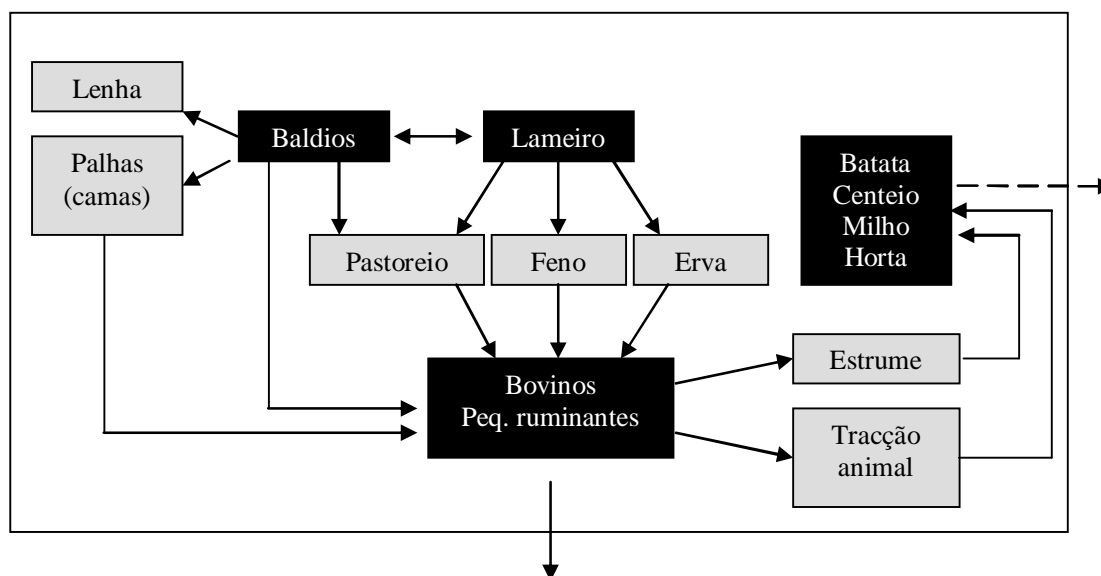 Lenha
Palhas
(camas)
Baldios
Lameiro
Batata
Centeio
Milho
Horta
Pastoreio
Feno
Erva
Bovinos
Peq. ruminantes
Estrume
Tracção
animal